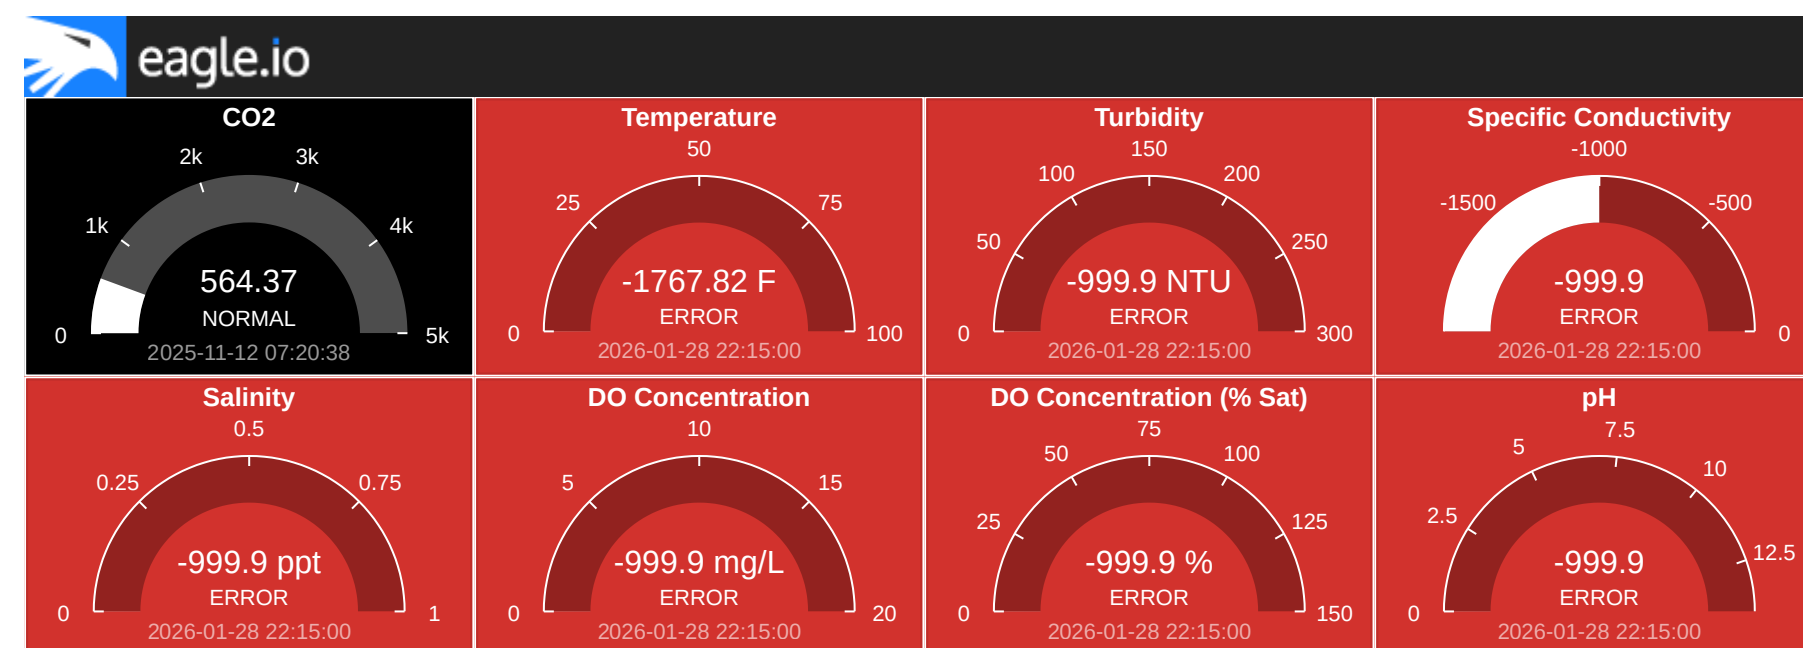 eagle.io
CO2
2k
3k
1k
4k
564.37
NORMAL
0
5k
2025-11-12 07:20:38
Temperature
50
25
75
-1767.82 F
ERROR
0
100
2026-01-28 22:15:00
Turbidity
150
100
200
50
250
-999.9 NTU
ERROR
0
300
2026-01-28 22:15:00
Specific Conductivity
-1000
-1500
-500
-999.9
ERROR
0
2026-01-28 22:15:00
Salinity
0.5
0.25
0.75
-999.9 ppt
ERROR
0
1
2026-01-28 22:15:00
DO Concentration
10
5
15
-999.9 mg/L
ERROR
0
20
2026-01-28 22:15:00
DO Concentration (% Sat)
75
50
100
25
125
-999.9 %
ERROR
0
150
2026-01-28 22:15:00
pH
7.5
5
10
2.5
12.5
-999.9
ERROR
0
2026-01-28 22:15:00